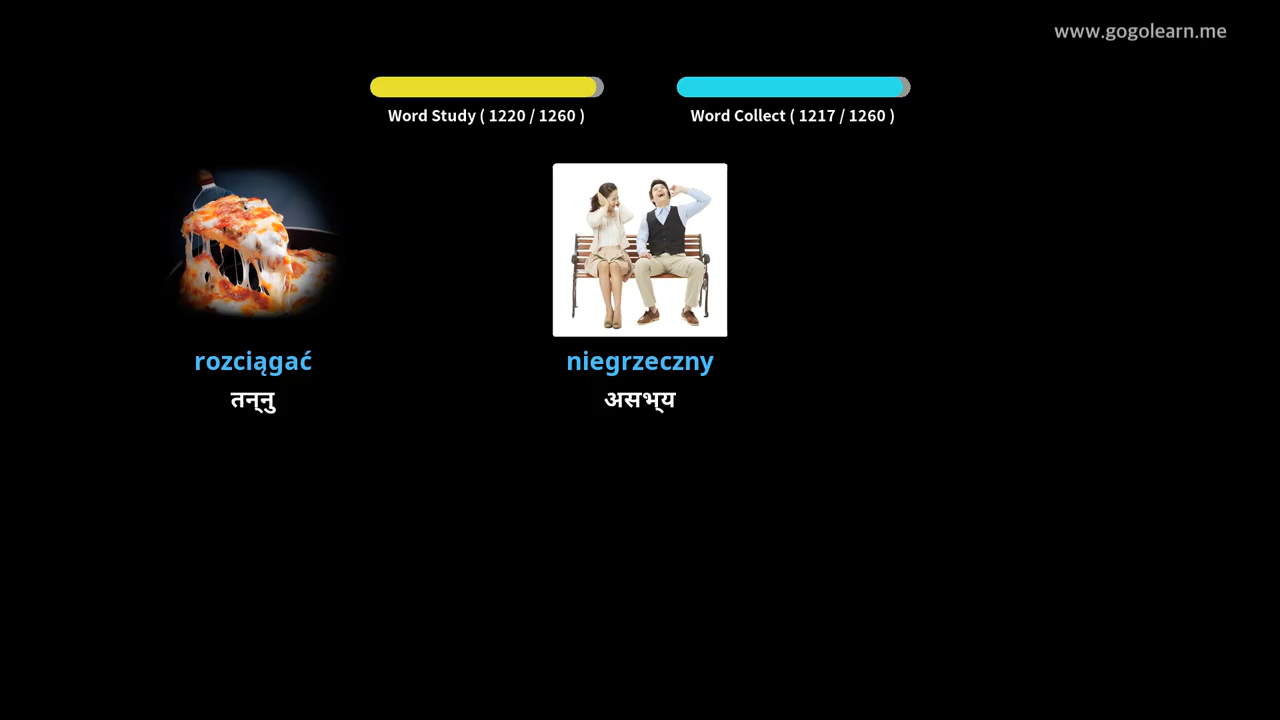 www.gogolearn.me
Word Study ( 1220 / 1260 )
Word Collect ( 1217 / 1260 )
rozciągać
niegrzeczny
तन्‌नु
असभ्‌य